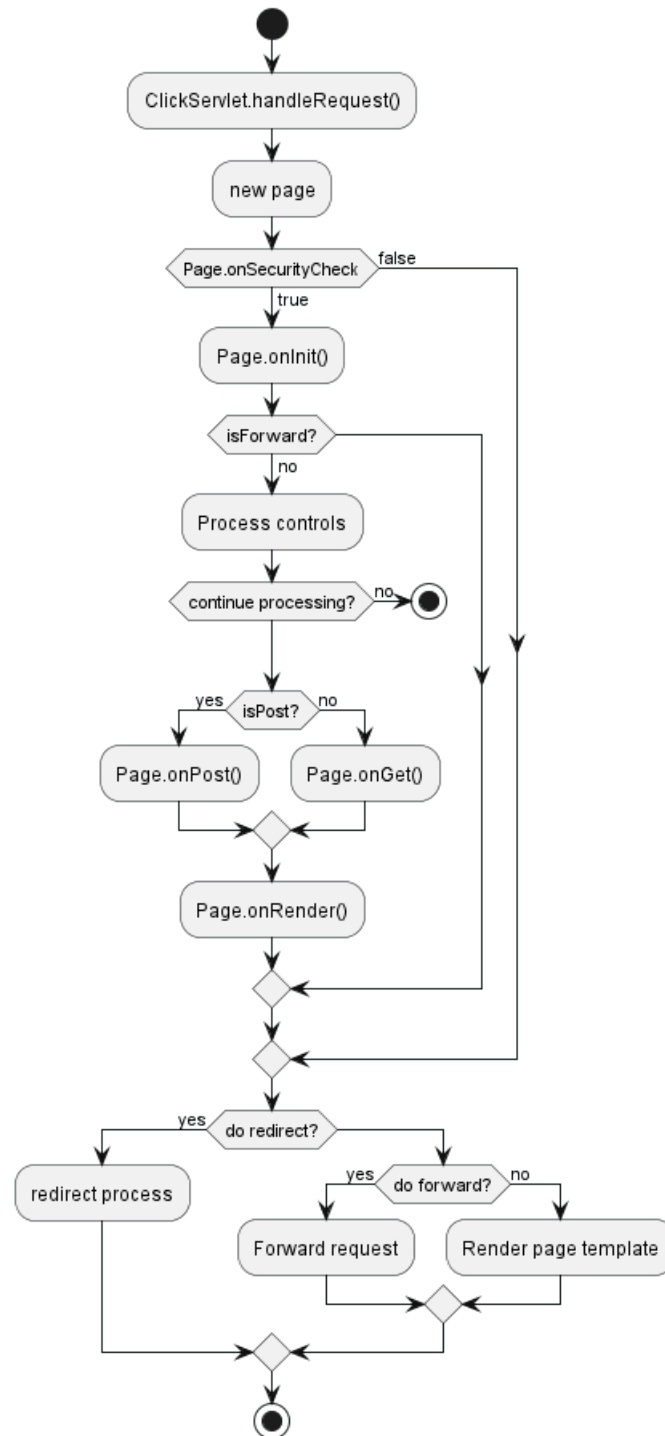 ClickServlet.handleRequest()
new page
Page.onSecurityCheck
false
true
Page.onInit()
isForward?
no
Process controls
continue processing?
no
yes
isPost?
no
Page.onPost()
Page.onGet()
Page.onRender()
yes
do redirect?
redirect process
yes
do forward?
no
Forward request
Render page template